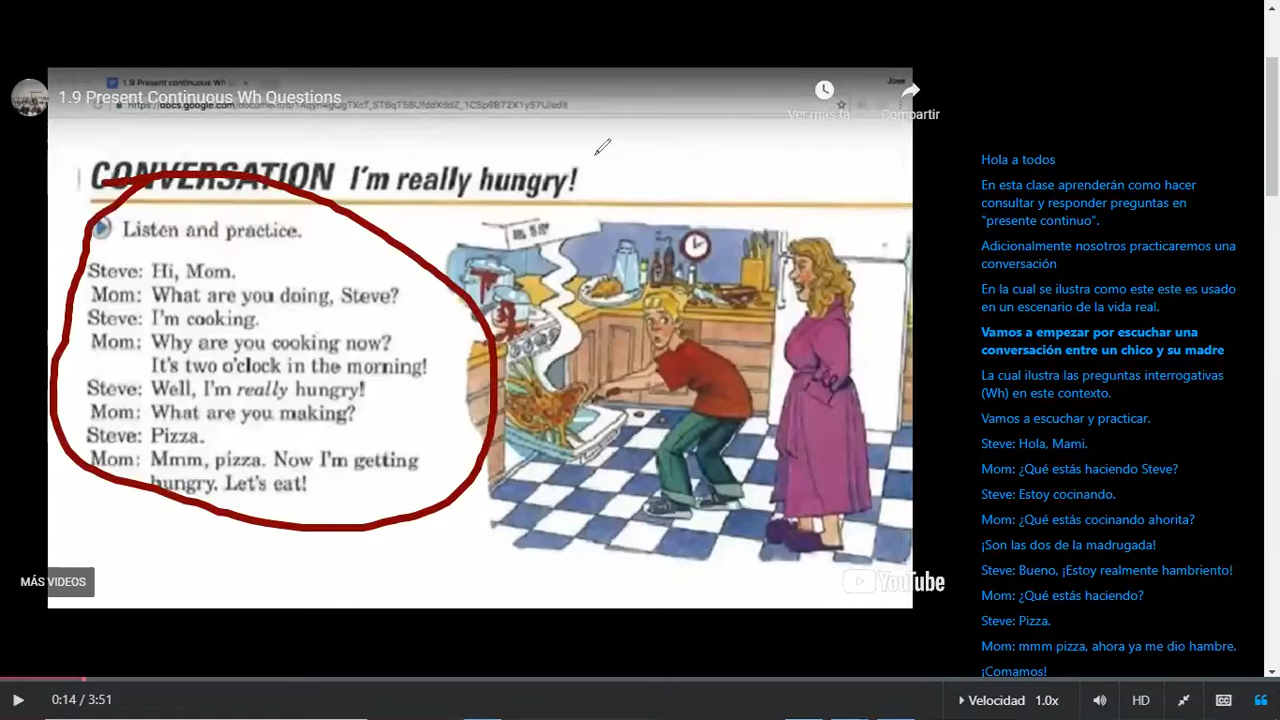 1.9 Present continuous Wh
Jose
1.9 Present Continuous Wh Questions
Ver más ta
Compartir
CONVERSATION I'm really hungry!
Listen and practice.
Steve: Hi, Mom.
Mom: What are you doing, Steve?
Steve: I'm cooking.
Mom: Why are you cooking now?
It's two o'clock in the morning!
Steve: Well, I'm really hungry!
Mom: What are you making?
Steve: Pizza.
Mom: Mmm, pizza. Now I'm getting
hungry. Let's eat!
MÁS VIDEOS
YouTube
Hola a todos
En esta clase aprenderán como hacer
consultar y responder preguntas en
“presente continuo”.
Adicionalmente nosotros practicaremos una
conversación
En la cual se ilustra como este este es usado
en un escenario de la vida real.
Vamos a empezar por escuchar una
conversación entre un chico y su madre
La cual ilustra las preguntas interrogativas
(Wh) en este contexto.
Vamos a escuchar y practicar.
Steve: Hola, Mami.
Mom: ¿Qué estás haciendo Steve?
Steve: Estoy cocinando.
Mom: ¿Qué estás cocinando ahorita?
¡Son las dos de la madrugada!
Steve: Bueno, ¡Estoy realmente hambriento!
Mom: ¿Qué estás haciendo?
Steve: Pizza.
Mom: mmm pizza, ahora ya me dio hambre.
¡Comamos!
0:14 / 3:51
Velocidad 1.0x
HD
CC